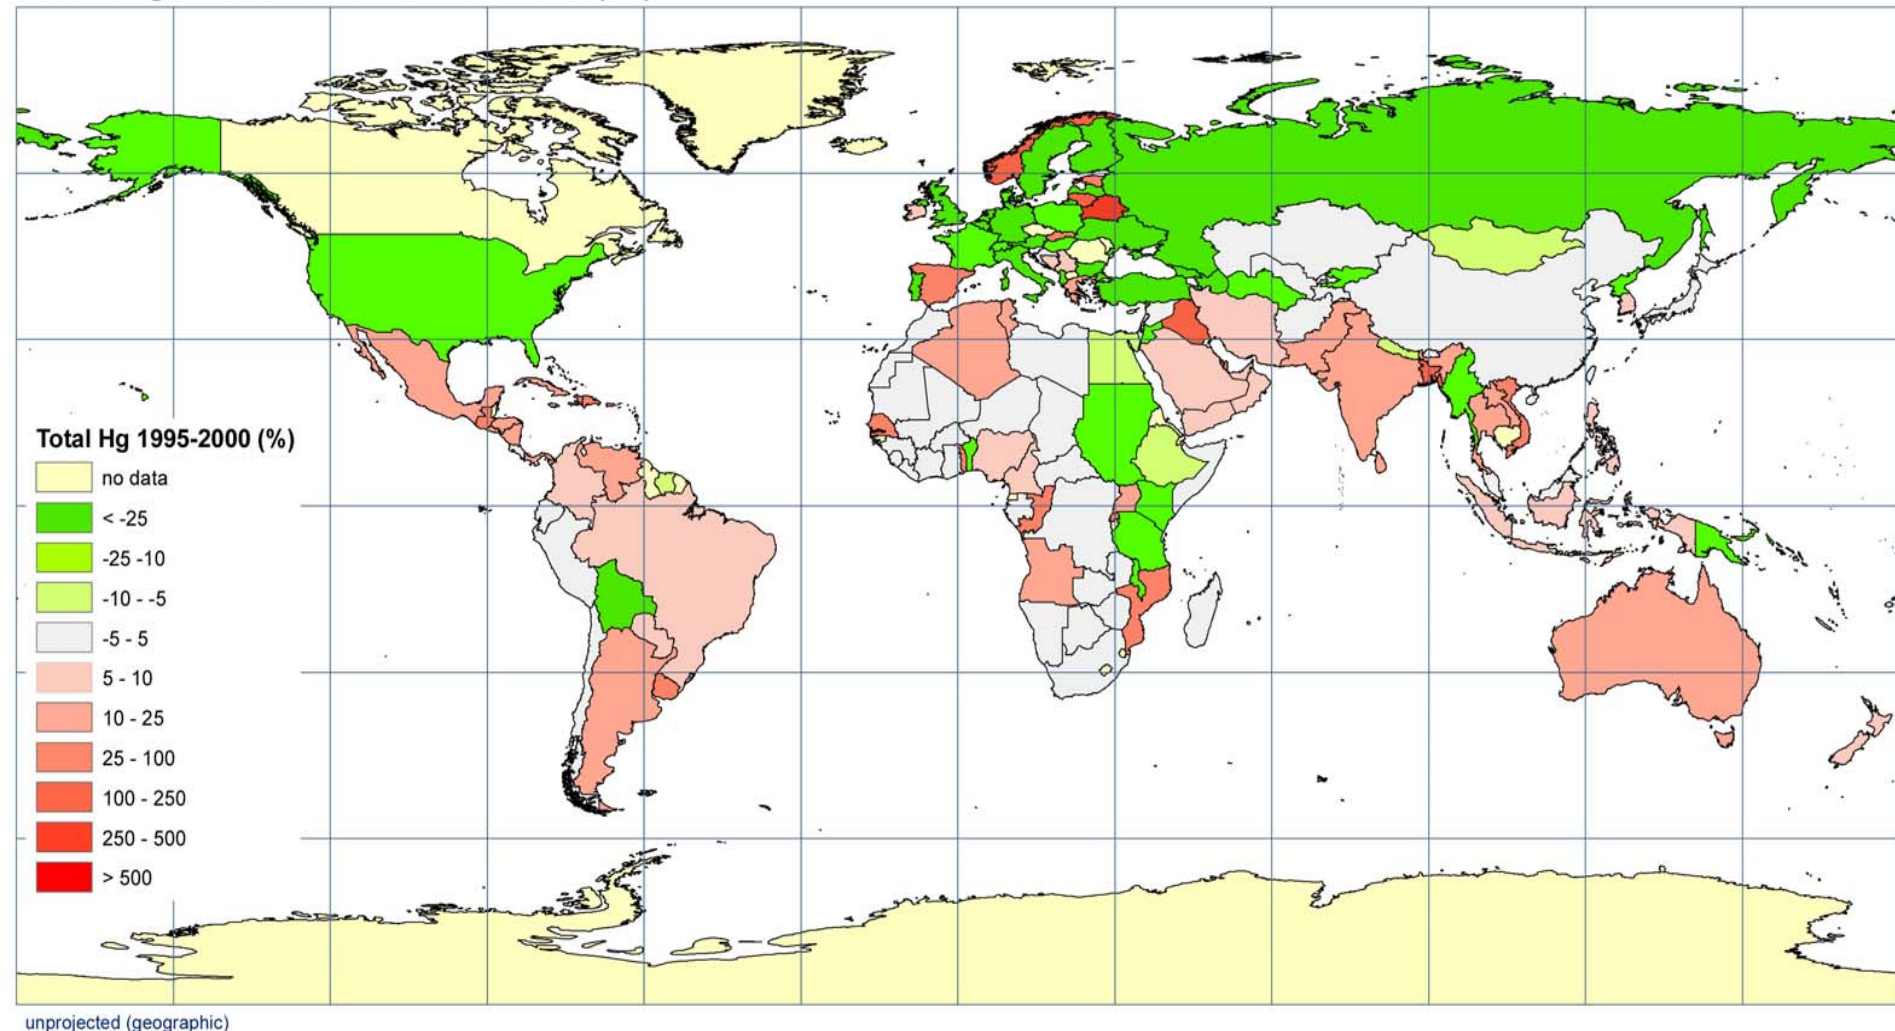 Total Hg 1995-2000 (%)
no data
< -25
-25 -10
-10 - -5
-5 - 5
5 - 10
10 - 25
25 - 100
100 - 250
250 - 500
> 500
unprojected (geographic)